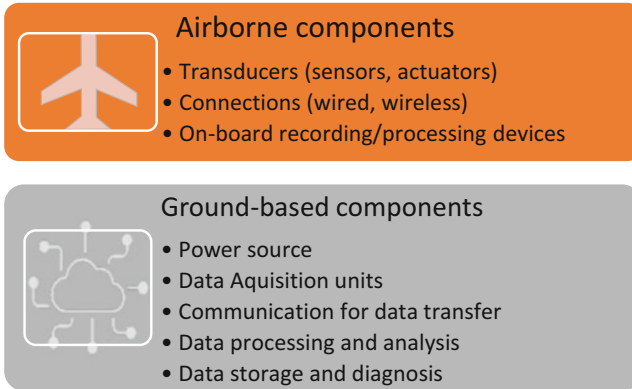 Airborne components
• Transducers (sensors, actuators)
• Connections (wired, wireless)
• On-board recording/processing devices
Ground-based components
• Power source
• Data Aquisition units
• Communication for data transfer
• Data processing and analysis
• Data storage and diagnosis